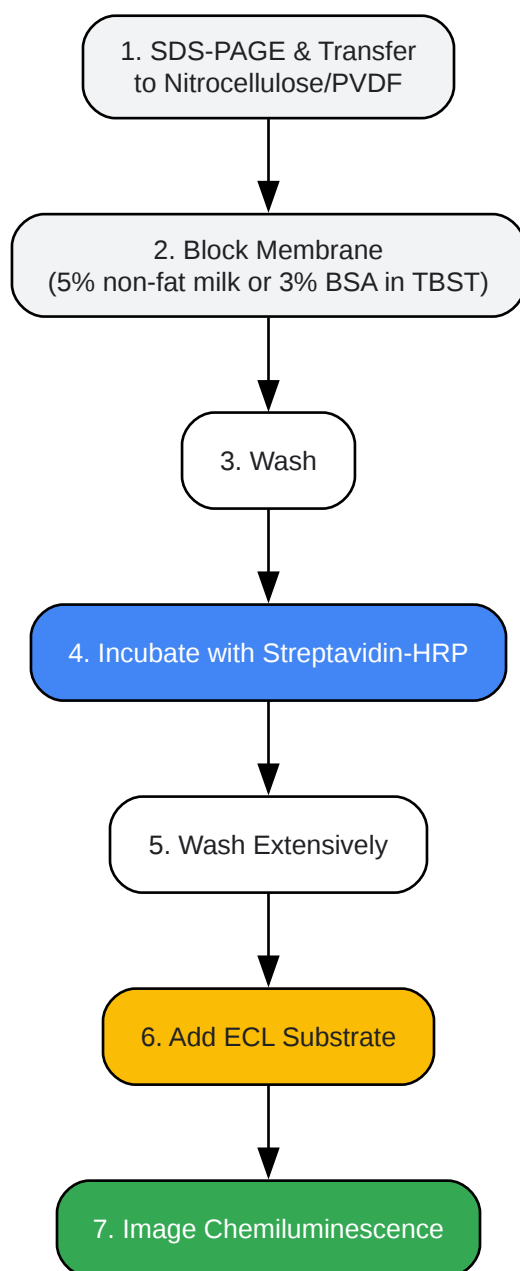 1. SDS-PAGE & Transfer
to Nitrocellulose/PVDF
2. Block Membrane
(5% non-fat milk or 3% BSA in TBST)
3. Wash
4. Incubate with Streptavidin-HRP
5. Wash Extensively
6. Add ECL Substrate
7. Image Chemiluminescence